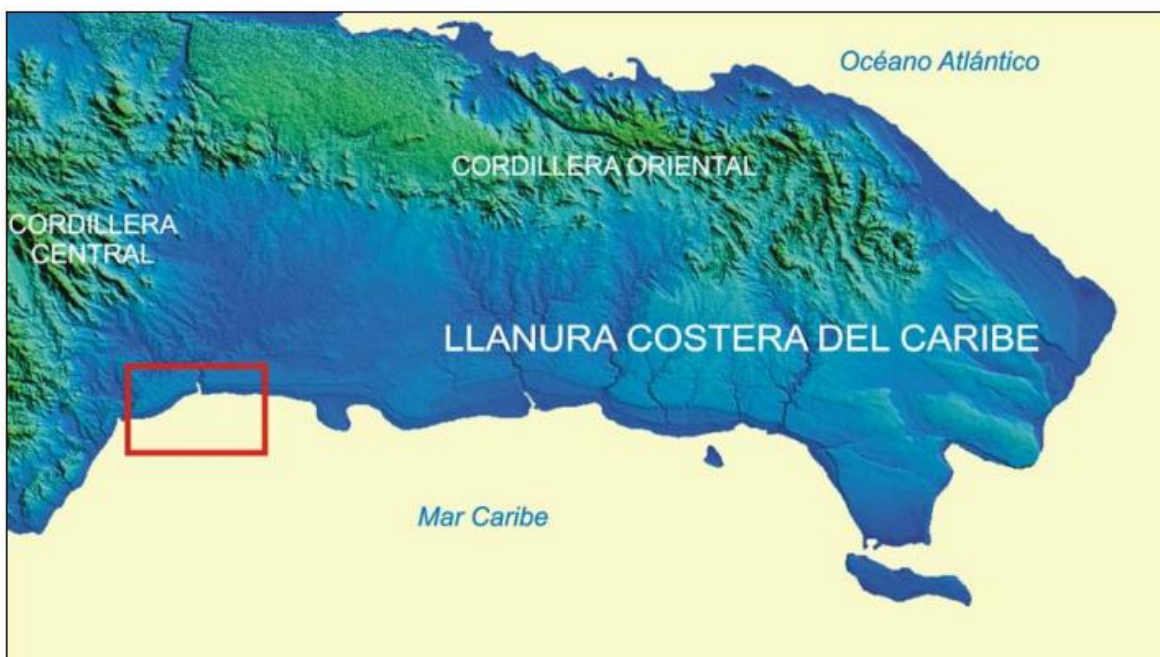 Océano Atlántico
CORDILLERA ORIENTAL
CORDILLERA
CENTRAL
LLANURA COSTERA DEL CARIBE
Mar Caribe